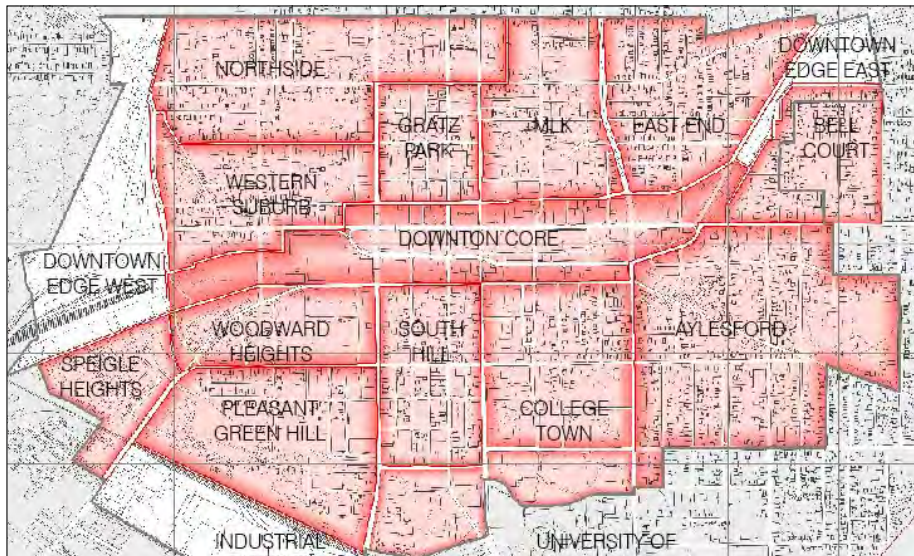 DOWNTOWN
EDGE EAST
NORTHSIDE
GRATZ
PARK
MLK
EAST END
BELL
COURT
WESTERN
SUBURB
DOWNTON CORE
DOWNTOWN
EDGE WEST
WOODWARD
HEIGHTS
SOUTH
HILL
AYLESFORD
SPEIGLE
HEIGHTS
PLEASANT
GREEN HILL
COLLEGE
TOWN
INDUSTRIAL
UNIVERSITY OF